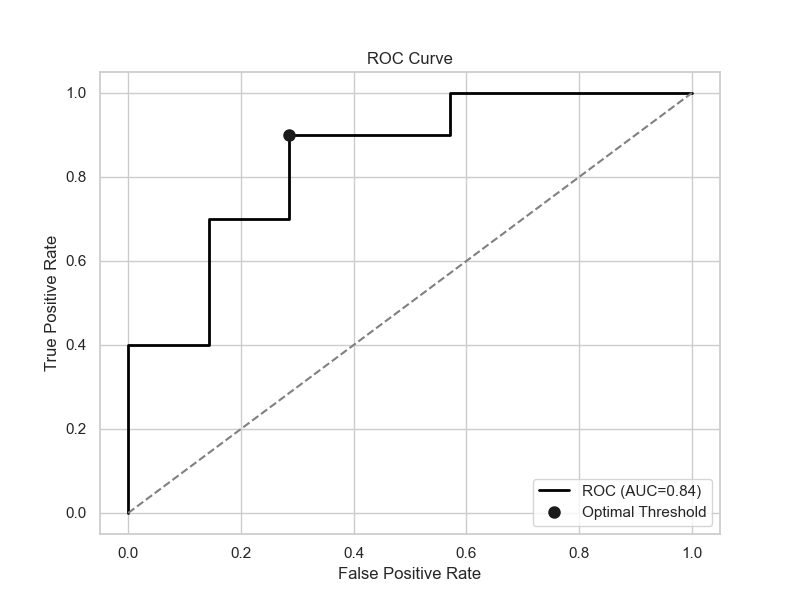 ROC Curve
1.0
0.8
0.6
0.4
0.2
0.0
True Positive Rate
0.0 0.2 0.4 0.6 0.8 1.0
False Positive Rate
ROC (AUC=0.84)
Optimal Threshold